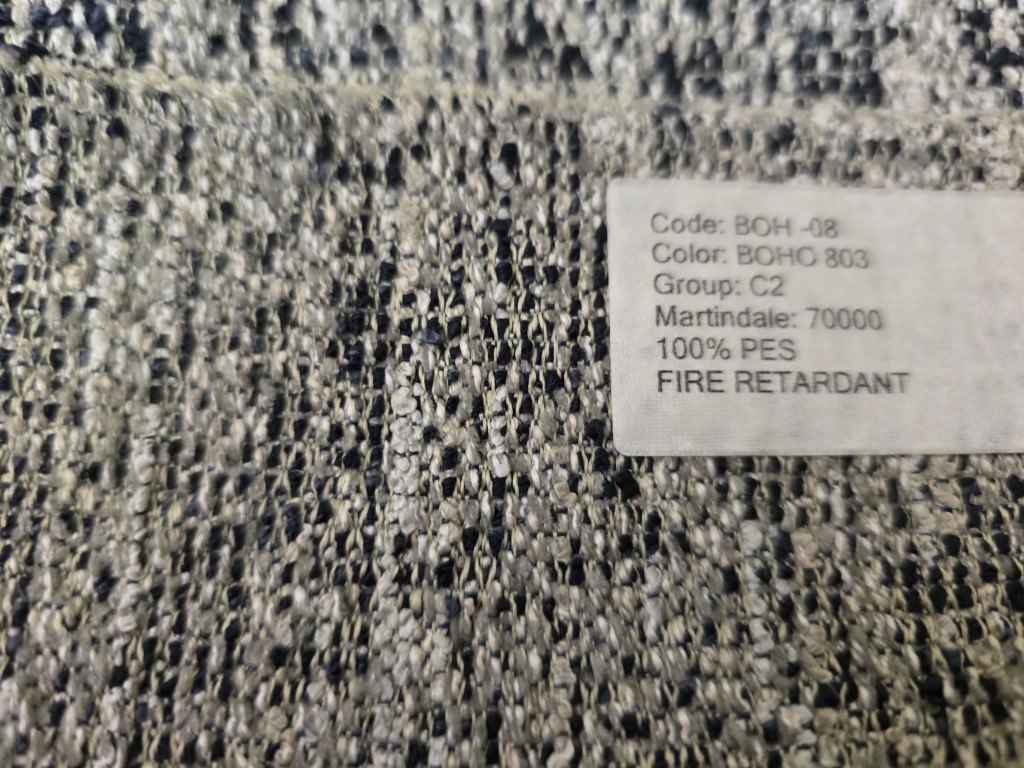 Code: BOH -08
Color: BOHO 803
Group: C2
Martindale: 70000
100% PES
FIRE RETARDANT